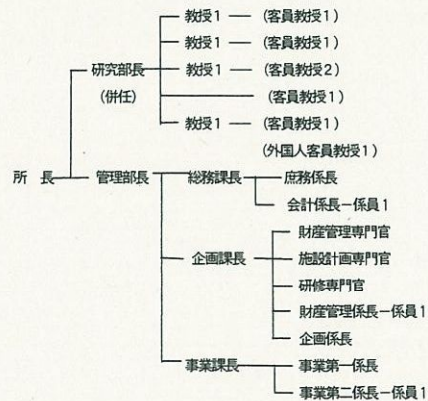 教授1 ― (客員教授1)
教授1 ― (客員教授1)
研究部長 教授1 ― (客員教授2)
(併任) (客員教授1)
教授1 ― (客員教授1)
(外国人客員教授1)
所 長 管理部長 総務課長 庶務係長
会計係長－係員1
財産管理専門官
施設計画専門官
企画課長 研修専門官
財産管理係長－係員1
企画係長
事業課長 事業第一係長
事業第二係長－係員1